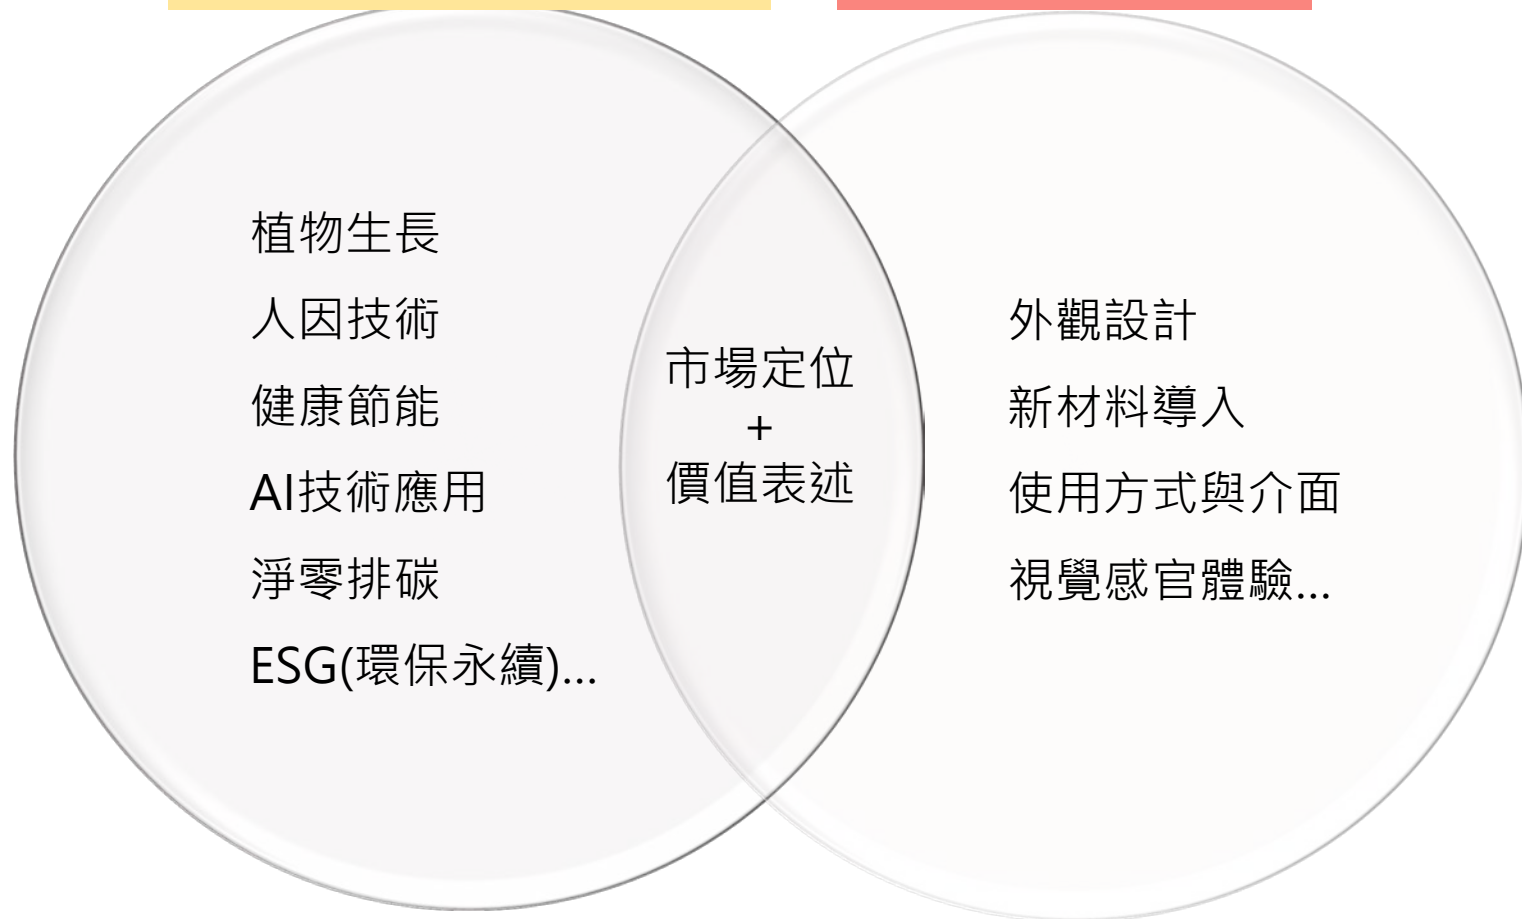 植物生長
人因技術
健康節能
AI技術應用
淨零排碳
ESG(環保永續)...
市場定位
+
價值表述
外觀設計
新材料導入
使用方式與介面
視覺感官體驗...